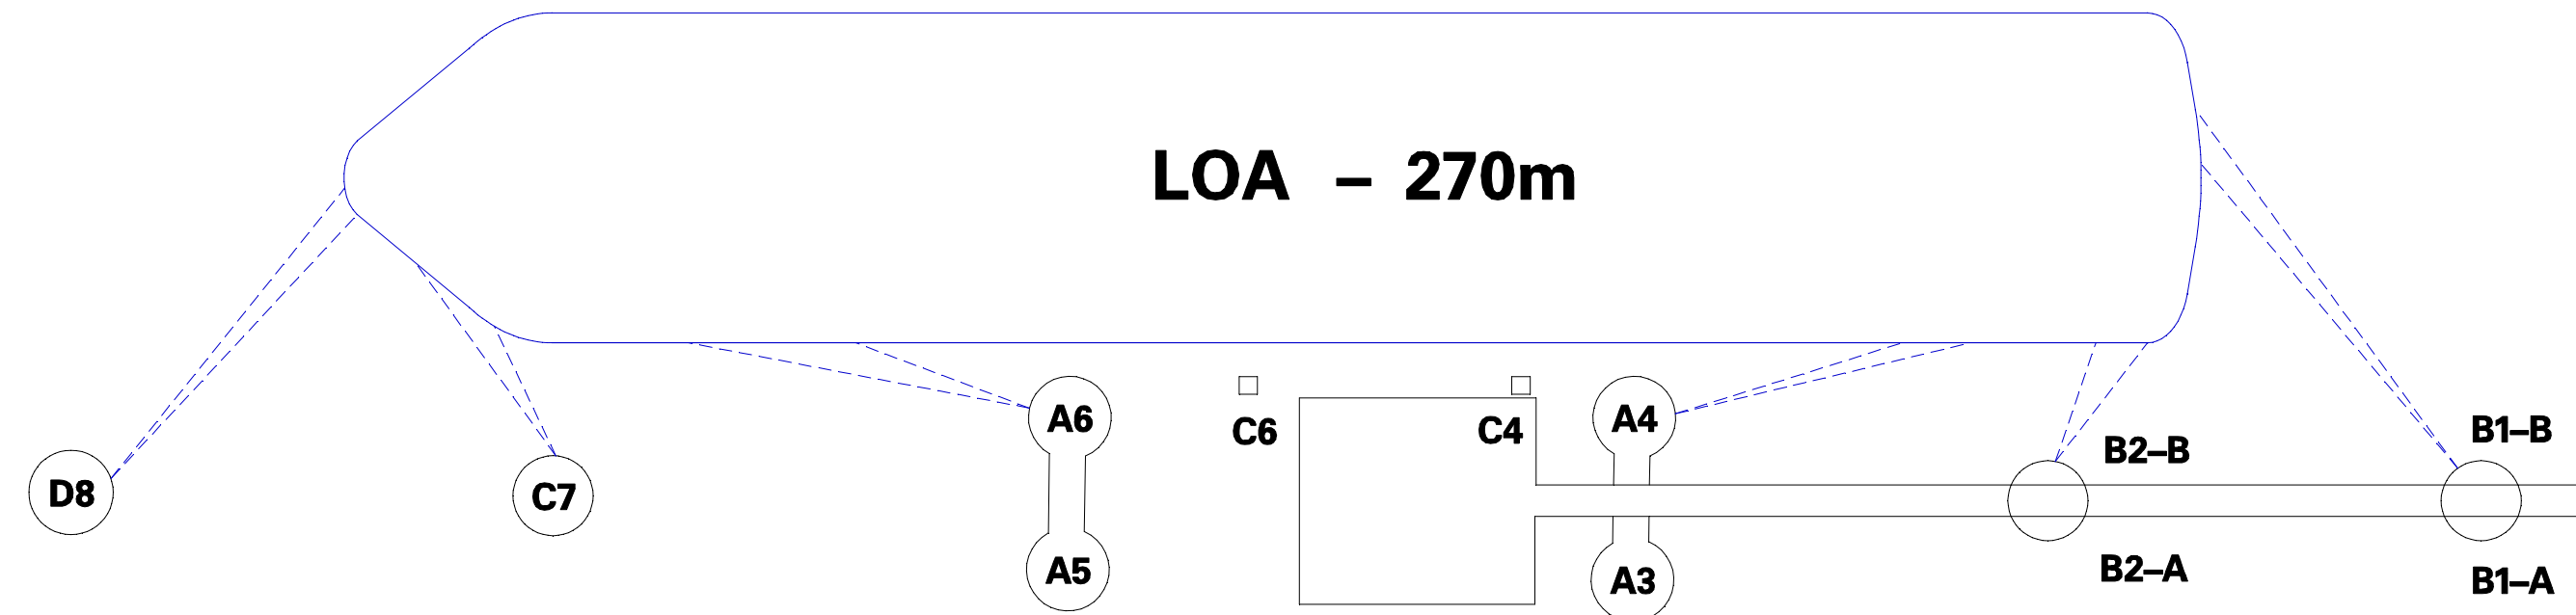 LOA – 270m
A6
A4
C6
C4
B1–B
B2–B
D8
C7
A5
A3
B2–A
B1–A